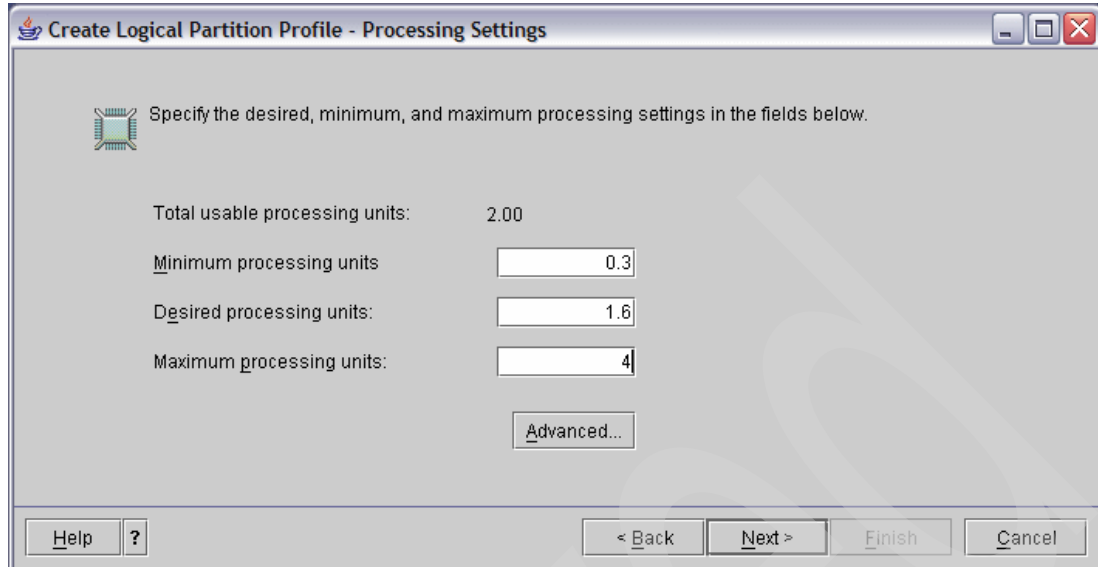 Create Logical Partition Profile - Processing Settings
Specify the desired, minimum, and maximum processing settings in the fields below.
Total usable processing units: 2.00
Minimum processing units 0.3
Desired processing units: 1.6
Maximum processing units: 4
Advanced...
Help ? < Back Next > Finish Cancel